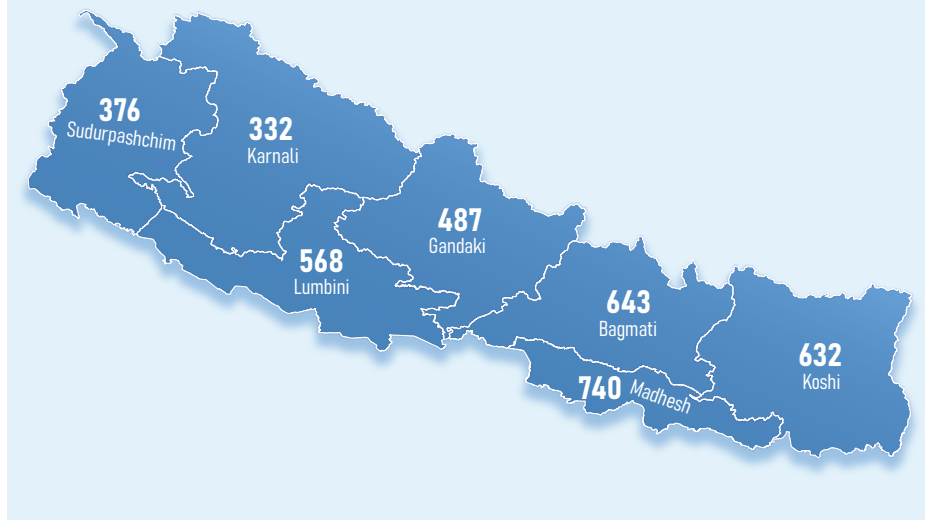 376
Sudurpashchim
332
Karnali
487
Gandaki
568
Lumbini
643
Bagmati
632
Koshi
740 Madhesh